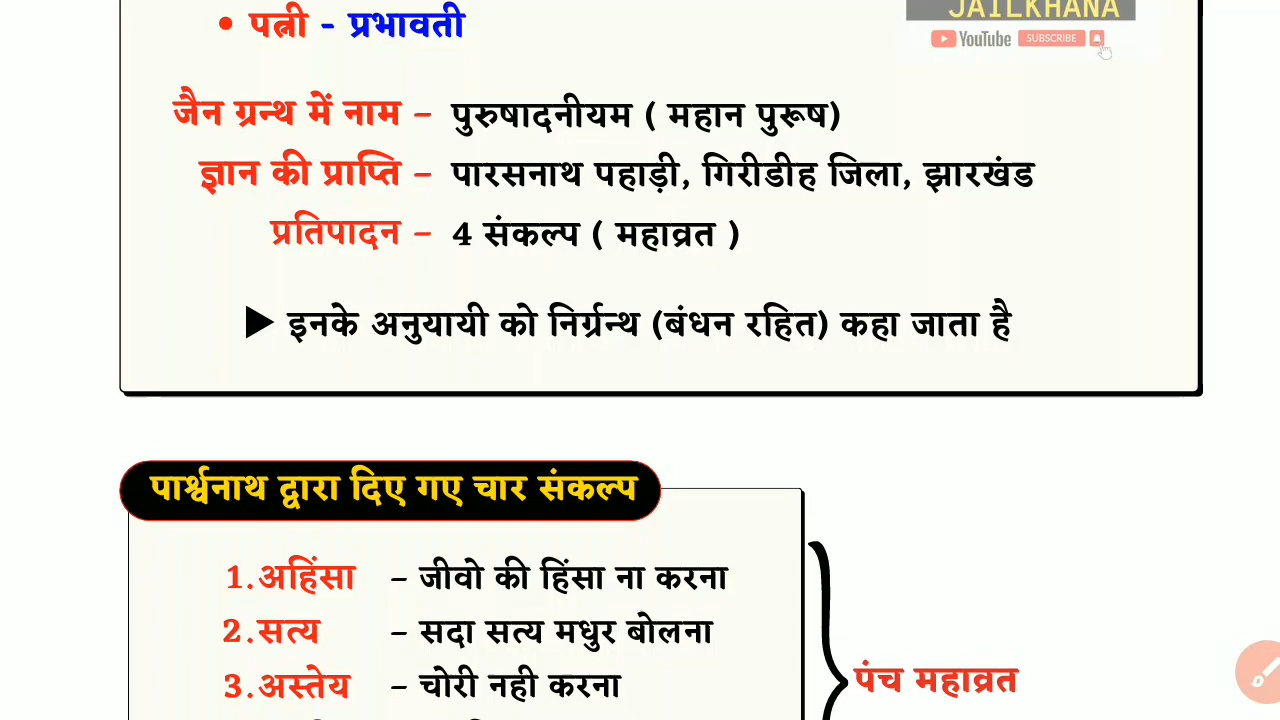 JAILKHANA
• पत्नी - प्रभावती
YouTube SUBSCRIBE
जैन ग्रन्थ में नाम – पुरुषादनीयम ( महान पुरूष)
ज्ञान की प्राप्ति – पारसनाथ पहाड़ी, गिरीडीह जिला, झारखंड
प्रतिपादन – 4 संकल्प ( महाव्रत )
▶ इनके अनुयायी को निर्ग्रन्थ (बंधन रहित) कहा जाता है
पार्श्वनाथ द्वारा दिए गए चार संकल्प
1. अहिंसा – जीवो की हिंसा ना करना
2. सत्य – सदा सत्य मधुर बोलना
3. अस्तेय – चोरी नही करना
पंच महाव्रत